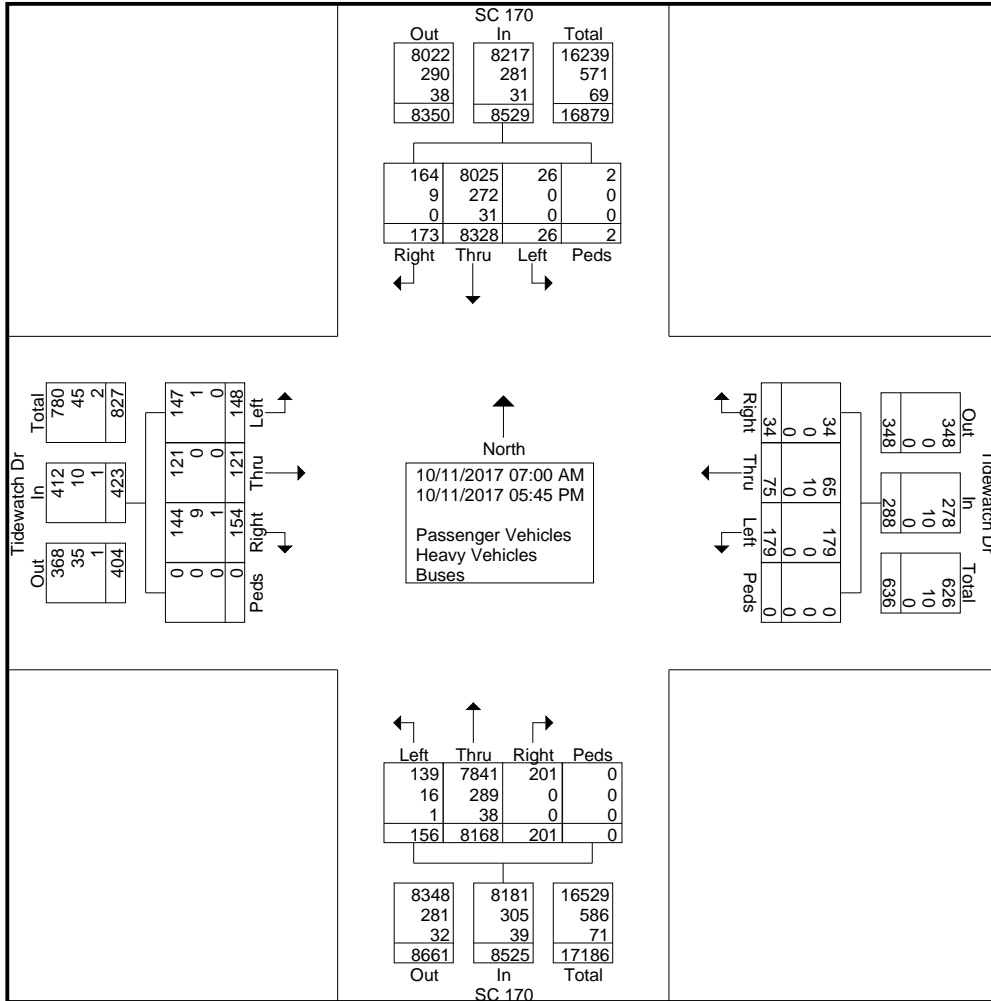 SC 170
Out In Total
8022 8217 16239
290 281 571
38 31 69
8350 8529 16879
164 8025 26 2
9 272 0 0
0 31 0 0
173 8328 26 2
Right Thru Left Peds
Tidewatch Dr
Total In Out
780 412 368
45 10 35
2 1 1
827 423 404
147 121 144 0
1 0 9 0
0 0 1 0
148 121 154 0
Left Thru Right Peds
North
10/11/2017 07:00 AM
10/11/2017 05:45 PM
Passenger Vehicles
Heavy Vehicles
Buses
Tidewatch Dr
Out In Total
348 278 626
0 10 10
0 0 0
348 288 636
34 65 179 0
0 10 0 0
0 0 0 0
34 75 179 0
Right Thru Left Peds
Left Thru Right Peds
139 7841 201 0
16 289 0 0
1 38 0 0
156 8168 201 0
8348 8181 16529
281 305 586
32 39 71
8661 8525 17186
Out In Total
SC 170